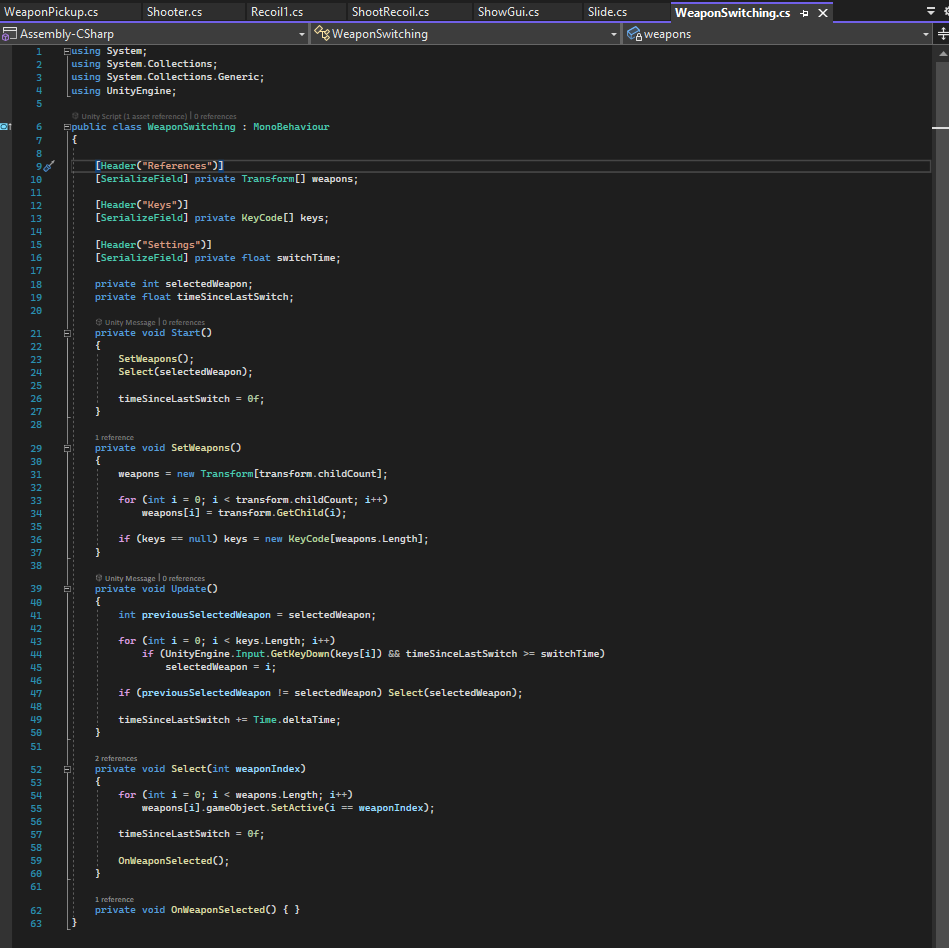 WeaponPickup.cs Shooter.cs Recoil1.cs ShootRecoil.cs ShowGui.cs Slide.cs WeaponSwitching.cs
Assembly-CSharp WeaponSwitching weapons
1 using System;
2 using System.Collections;
3 using System.Collections.Generic;
4 using UnityEngine;
5
Unity Script (1 asset reference) | 0 references
6 public class WeaponSwitching : MonoBehaviour
7 {
8
9 [Header("References")]
10 [SerializeField] private Transform[] weapons;
11
12 [Header("Keys")]
13 [SerializeField] private KeyCode[] keys;
14
15 [Header("Settings")]
16 [SerializeField] private float switchTime;
17
18 private int selectedWeapon;
19 private float timeSinceLastSwitch;
20
Unity Message | 0 references
21 private void Start()
22 {
23 SetWeapons();
24 Select(selectedWeapon);
25
26 timeSinceLastSwitch = 0f;
27 }
28
1 reference
29 private void SetWeapons()
30 {
31 weapons = new Transform[transform.childCount];
32
33 for (int i = 0; i < transform.childCount; i++)
34 weapons[i] = transform.GetChild(i);
35
36 if (keys == null) keys = new KeyCode[weapons.Length];
37 }
38
Unity Message | 0 references
39 private void Update()
40 {
41 int previousSelectedWeapon = selectedWeapon;
42
43 for (int i = 0; i < keys.Length; i++)
44 if (UnityEngine.Input.GetKeyDown(keys[i]) && timeSinceLastSwitch >= switchTime)
45 selectedWeapon = i;
46
47 if (previousSelectedWeapon != selectedWeapon) Select(selectedWeapon);
48
49 timeSinceLastSwitch += Time.deltaTime;
50 }
51
2 references
52 private void Select(int weaponIndex)
53 {
54 for (int i = 0; i < weapons.Length; i++)
55 weapons[i].gameObject.SetActive(i == weaponIndex);
56
57 timeSinceLastSwitch = 0f;
58
59 OnWeaponSelected();
60 }
61
1 reference
62 private void OnWeaponSelected() { }
63 }